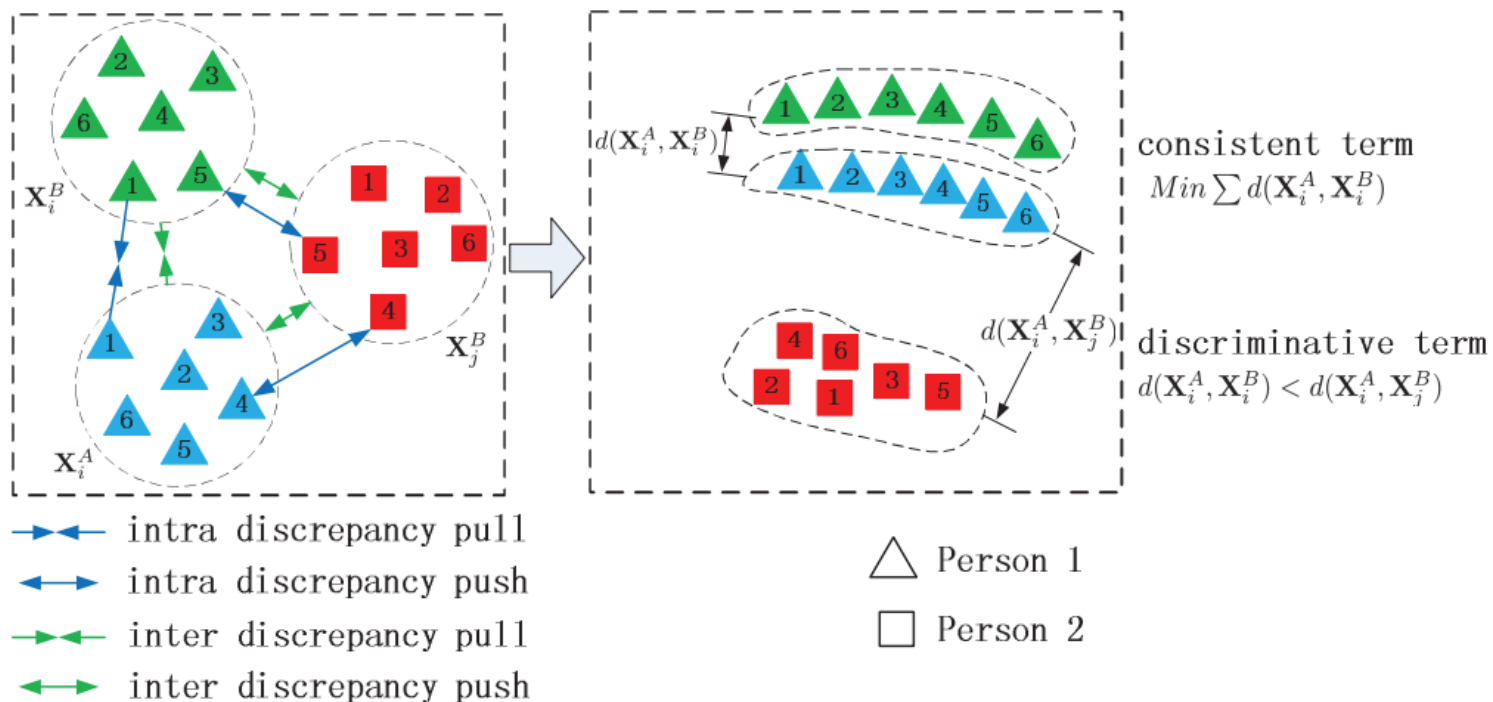 2
3
6
4
1
5
X_i^B
1
2
5
3
6
4
X_j^B
1
3
2
4
6
5
X_i^A
1
2
3
4
5
6
d(X_i^A, X_i^B)
1
2
3
4
5
6
consistent term
Min ∑ d(X_i^A, X_i^B)
4
6
2
1
3
5
d(X_i^A, X_j^B)
discriminative term
d(X_i^A, X_i^B) < d(X_i^A, X_j^B)
intra discrepancy pull
intra discrepancy push
inter discrepancy pull
inter discrepancy push
Person 1
Person 2